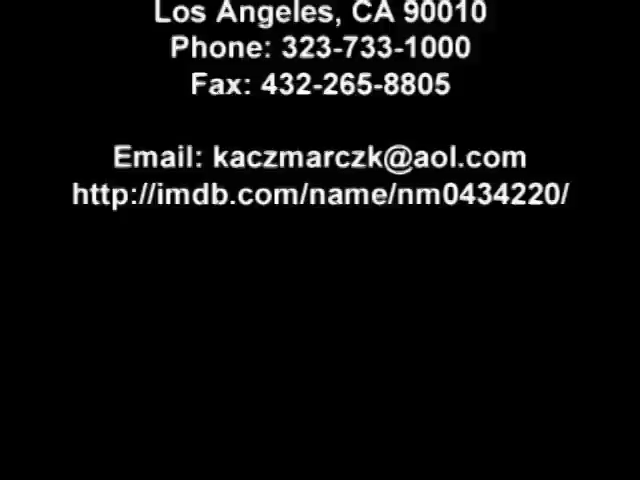 Los Angeles, CA 90010
Phone: 323-733-1000
Fax: 432-265-8805
Email: kaczmarczk@aol.com
http://imdb.com/name/nm0434220/